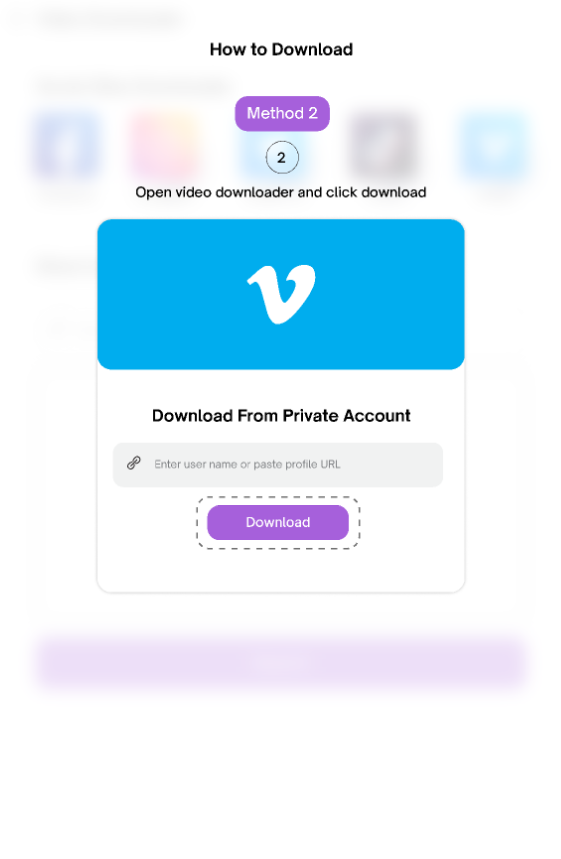 How to Download
Method 2
2
Open video downloader and click download
Download From Private Account
Enter user name or paste profile URL
Download